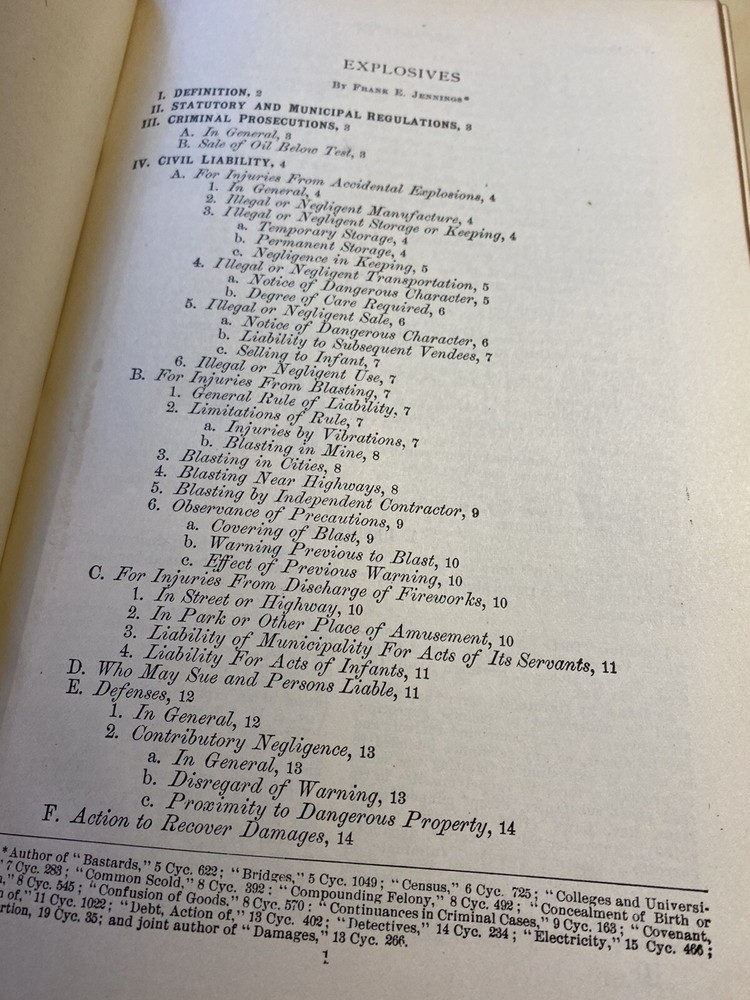 EXPLOSIVES
By Frank E. Jennings*
I. DEFINITION, 2
II. STATUTORY AND MUNICIPAL REGULATIONS, 3
III. CRIMINAL PROSECUTIONS, 3
A. In General, 3
B. Sale of Oil Below Test, 3
IV. CIVIL LIABILITY, 4
A. For Injuries From Accidental Explosions, 4
1. In General, 4
2. Illegal or Negligent Manufacture, 4
3. Illegal or Negligent Storage or Keeping, 4
a. Temporary Storage, 4
b. Permanent Storage, 4
c. Negligence in Keeping, 5
4. Illegal or Negligent Transportation, 5
a. Notice of Dangerous Character, 5
b. Degree of Care Required, 6
5. Illegal or Negligent Sale, 6
a. Notice of Dangerous Character, 6
b. Liability to Subsequent Vendees, 7
c. Selling to Infant, 7
6. Illegal or Negligent Use, 7
B. For Injuries From Blasting, 7
1. General Rule of Liability, 7
2. Limitations of Rule, 7
a. Injuries by Vibrations, 7
b. Blasting in Mine, 8
3. Blasting in Cities, 8
4. Blasting Near Highways, 8
5. Blasting by Independent Contractor, 9
6. Observance of Precautions, 9
a. Covering of Blast, 9
b. Warning Previous to Blast, 10
c. Effect of Previous Warning, 10
C. For Injuries From Discharge of Fireworks, 10
1. In Street or Highway, 10
2. In Park or Other Place of Amusement, 10
3. Liability of Municipality For Acts of Its Servants, 11
4. Liability For Acts of Infants, 11
D. Who May Sue and Persons Liable, 11
E. Defenses, 12
1. In General, 12
2. Contributory Negligence, 13
a. In General, 13
b. Disregard of Warning, 13
c. Proximity to Dangerous Property, 14
F. Action to Recover Damages, 14
*Author of "Bastards," 5 Cyc. 622; "Bridges," 5 Cyc. 1049; "Census," 6 Cyc. 725; "Colleges and Universi-
" 7 Cyc. 283; "Common Scold," 8 Cyc. 392; "Compounding Felony," 8 Cyc. 492; "Concealment of Birth or
," 8 Cyc. 545; "Confusion of Goods," 8 Cyc. 570; "Continuances in Criminal Cases," 9 Cyc. 163; "Covenant,
of," 11 Cyc. 1022; "Debt, Action of," 13 Cyc. 402; "Detectives," 14 Cyc. 234; "Electricity," 15 Cyc. 466;
rtion, 19 Cyc. 35; and joint author of "Damages," 13 Cyc. 266.
1